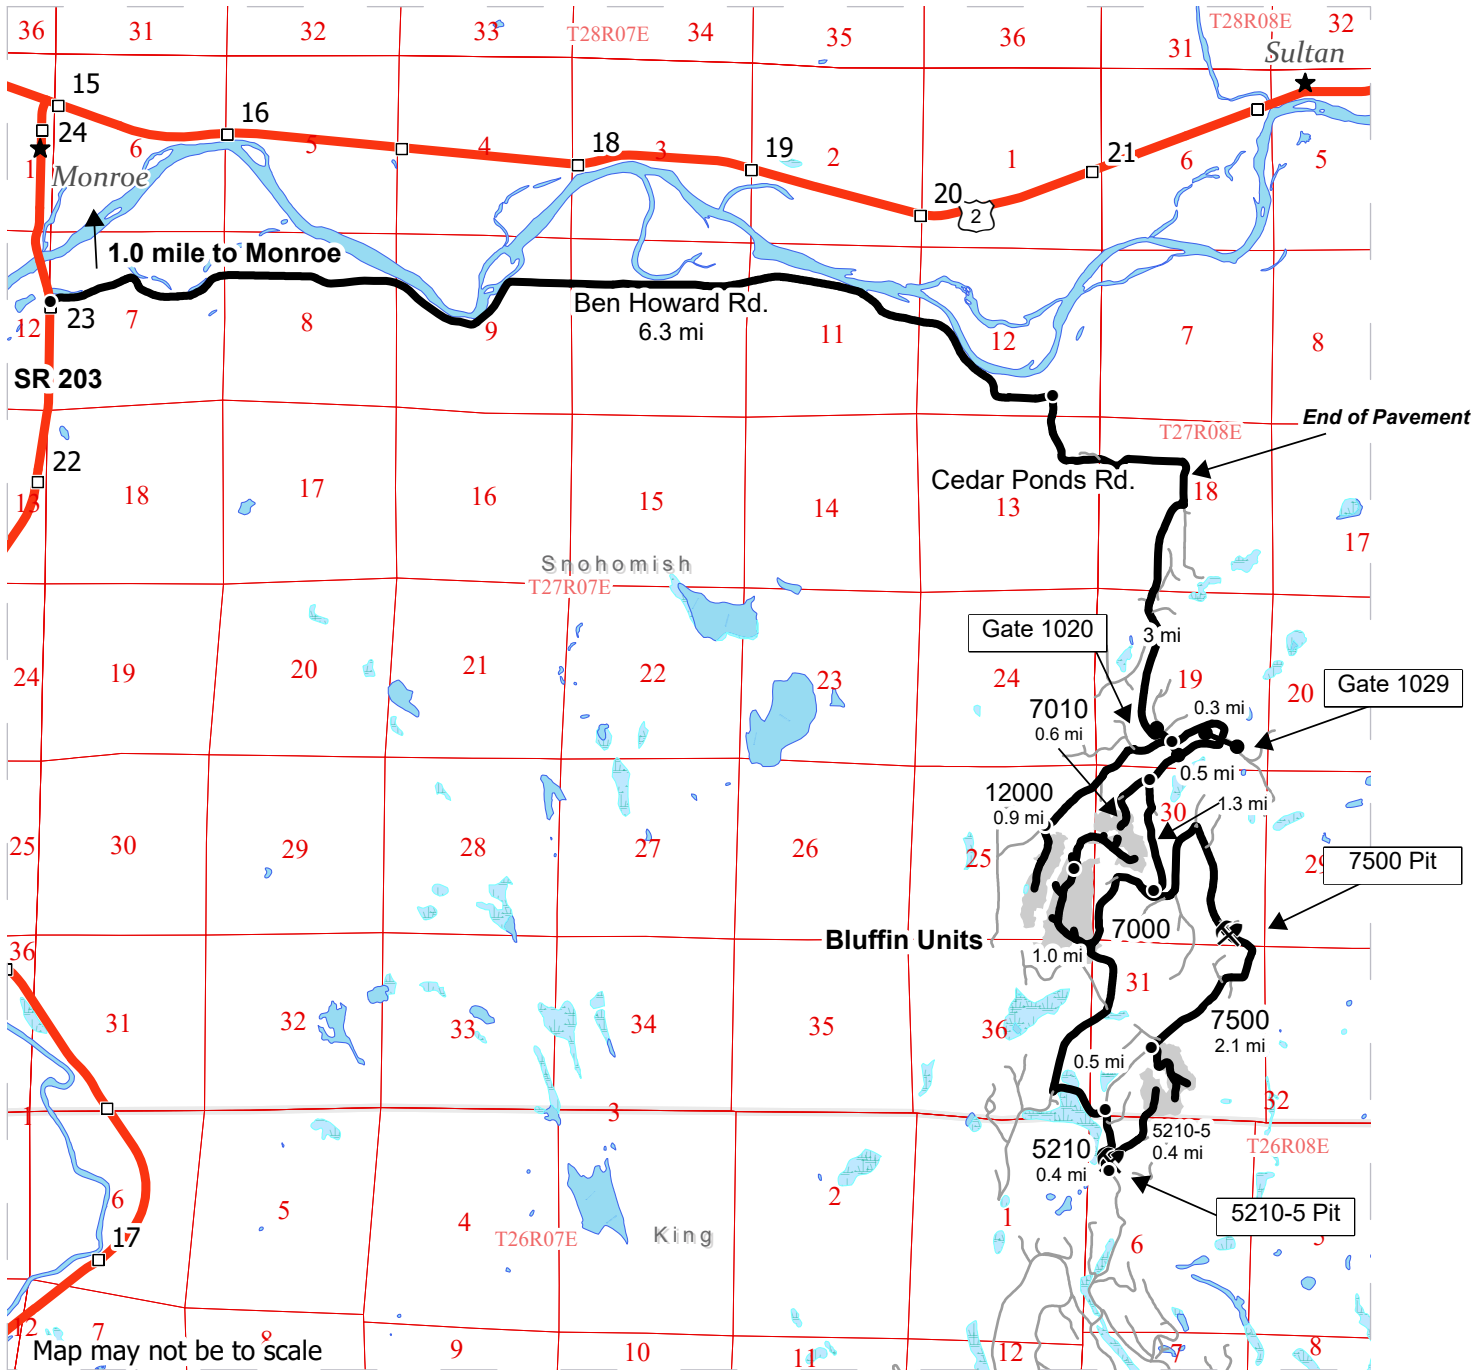 36
31
32
33
T28R07E
34
35
36
31
T28R08E
32
Sultan
15
24
16
6
5
4
18
3
19
2
1
21
6
5
1
Monroe
20
2
1.0 mile to Monroe
Ben Howard Rd.
6.3 mi
23
12
7
8
9
11
12
7
8
SR 203
End of Pavement
T27R08E
22
13
18
17
16
15
14
Cedar Ponds Rd.
13
18
17
Snohomish
T27R07E
Gate 1020
3 mi
24
19
20
21
22
23
24
19
20
Gate 1029
7010
0.6 mi
0.3 mi
0.5 mi
12000
0.9 mi
1.3 mi
30
25
30
29
28
27
26
25
29
7500 Pit
36
Bluffin Units
7000
1.0 mi
31
31
32
33
34
35
36
7500
2.1 mi
0.5 mi
32
1
3
5210-5
0.4 mi
T26R08E
5210
0.4 mi
6
5
4
2
1
5210-5 Pit
17
T26R07E
King
6
5
12
7
8
9
10
11
12
7
8
Map may not be to scale